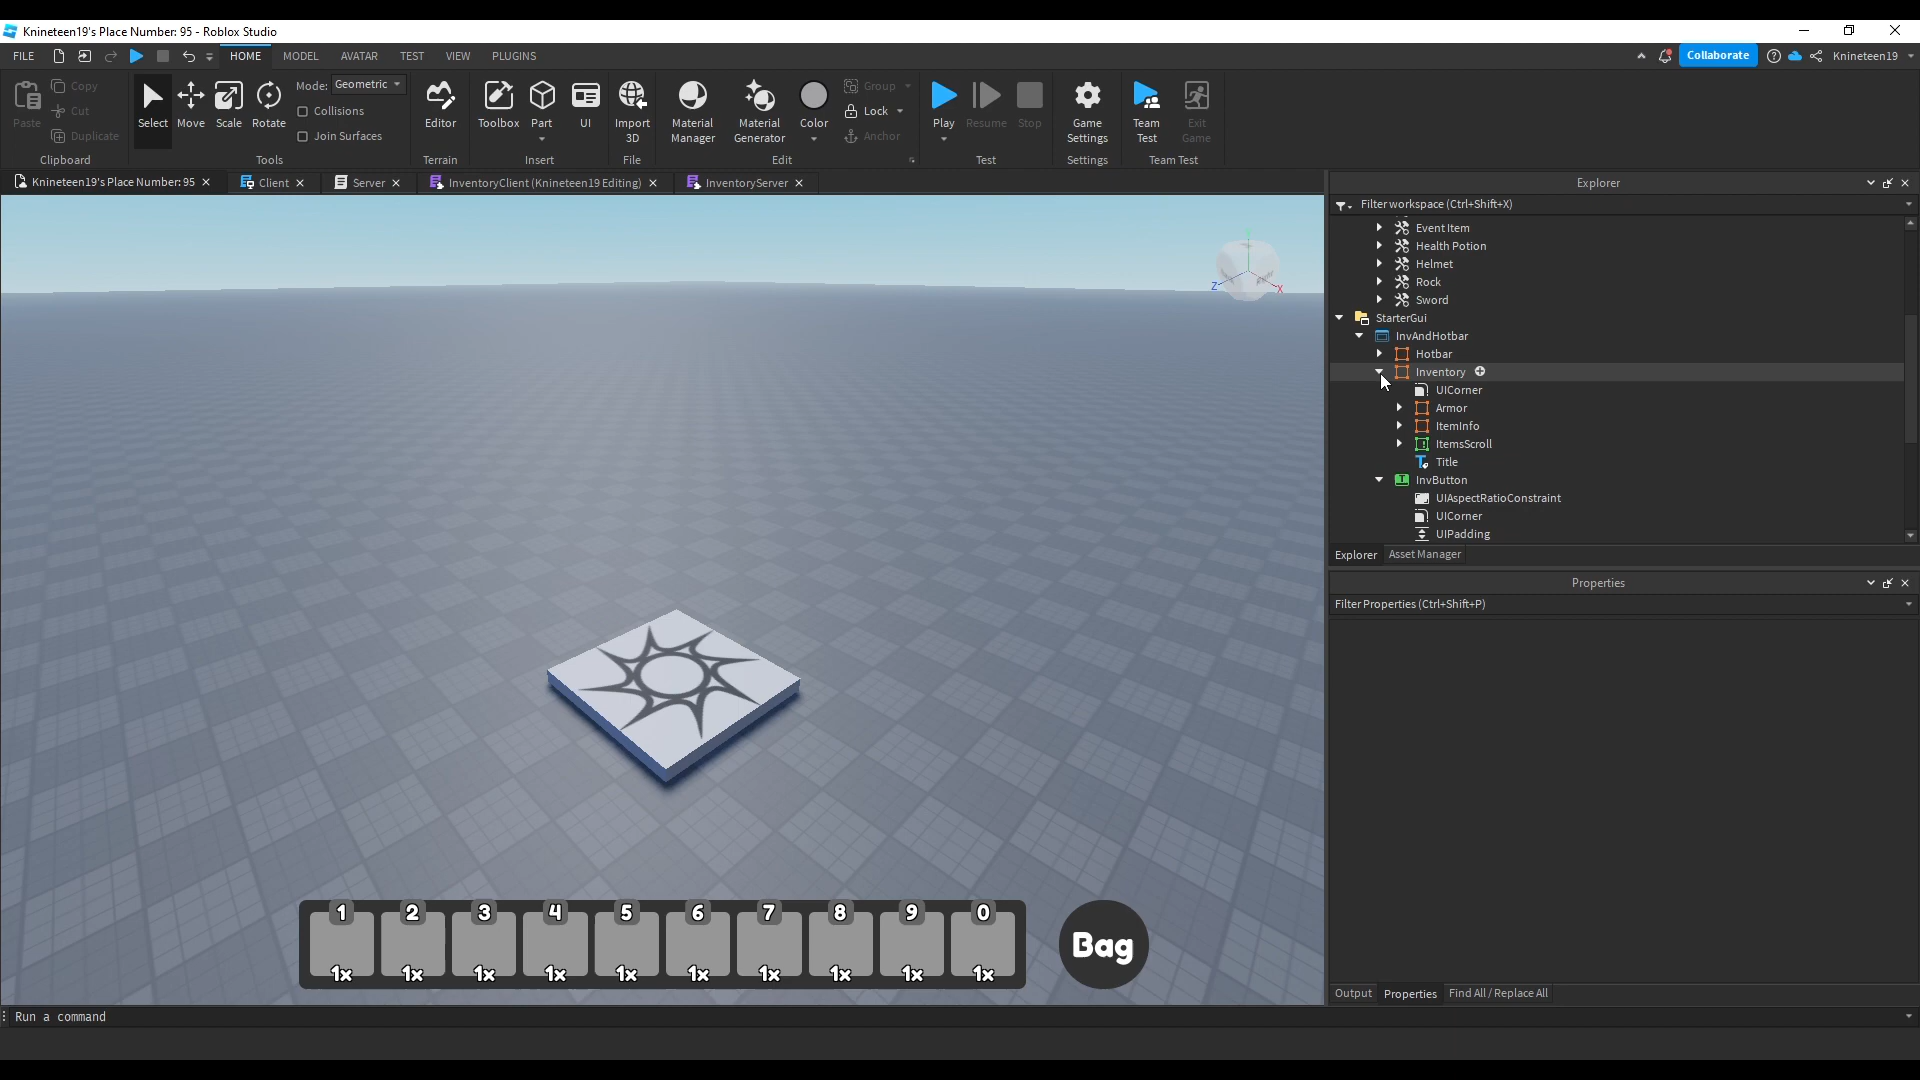 Knineteen19's Place Number: 95 - Roblox Studio
FILE
HOME
MODEL
AVATAR
TEST
VIEW
PLUGINS
Collaborate
Knineteen19
Paste
Copy
Cut
Duplicate
Clipboard
Select
Move
Scale
Rotate
Mode: Geometric
Collisions
Join Surfaces
Tools
Editor
Terrain
Toolbox
Part
UI
Insert
Import
3D
File
Material
Manager
Material
Generator
Color
Group
Lock
Anchor
Edit
Play
Resume
Stop
Test
Game
Settings
Settings
Team
Test
Exit
Game
Team Test
Knineteen19's Place Number: 95
Client
Server
InventoryClient (Knineteen19 Editing)
InventoryServer
Explorer
Filter workspace (Ctrl+Shift+X)
Event Item
Health Potion
Helmet
Rock
Sword
StarterGui
InvAndHotbar
Hotbar
Inventory
UICorner
Armor
ItemInfo
ItemsScroll
Title
InvButton
UIAspectRatioConstraint
UICorner
UIPadding
Explorer
Asset Manager
Properties
Filter Properties (Ctrl+Shift+P)
Z
X
1 2 3 4 5 6 7 8 9 0
1x 1x 1x 1x 1x 1x 1x 1x 1x 1x
Bag
Output
Properties
Find All / Replace All
Run a command